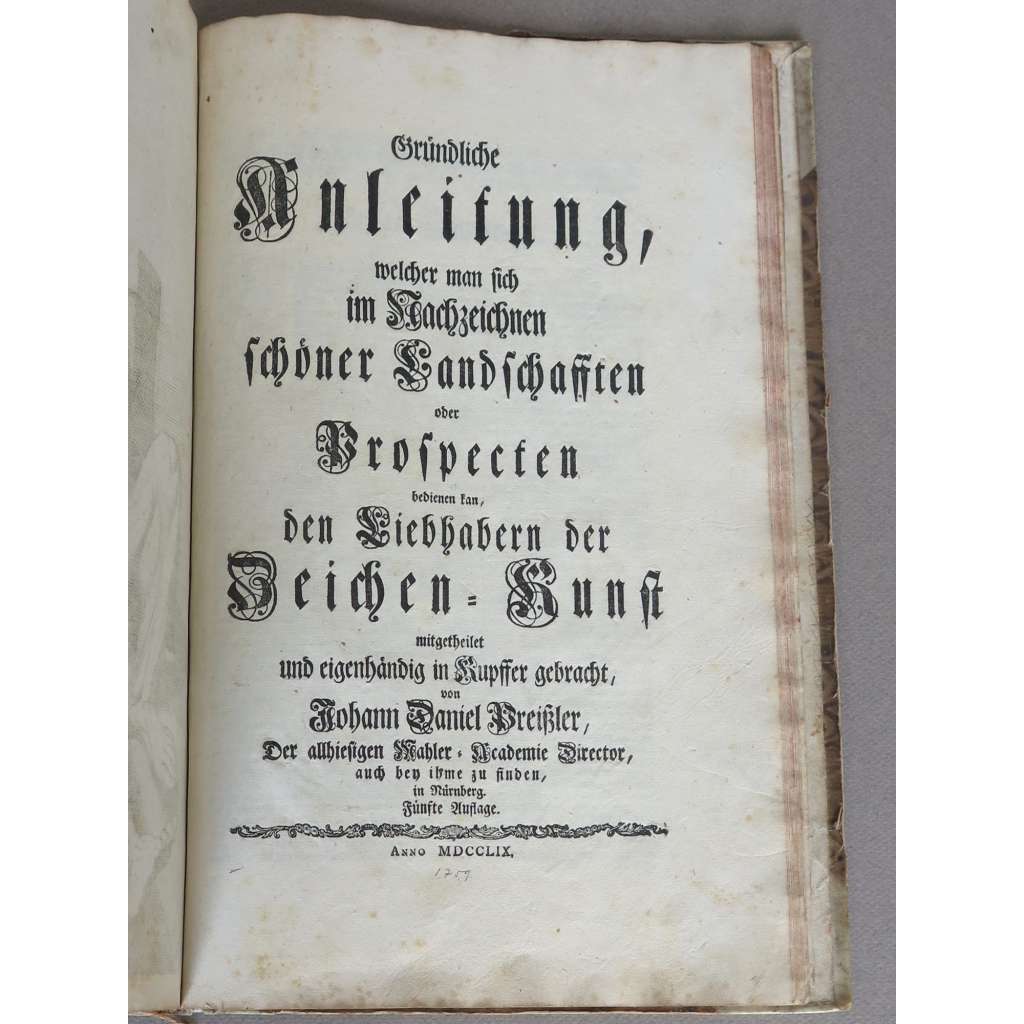 Gründliche
Anleitung,
welcher man sich
im Nachzeichnen
ſchöner Landſchafften
oder
Proſpecten
bedienen kan,
den Liebhabern der
Zeichen-Kunſt
mitgetheilet
und eigenhändig in Kupffer gebracht,
von
Johann Daniel Preißler,
Der allhieſigen Mahler-Academie Director,
auch bey ihme zu finden,
in Nürnberg.
Fünfte Auflage.
ANNO MDCCLIX.
1759